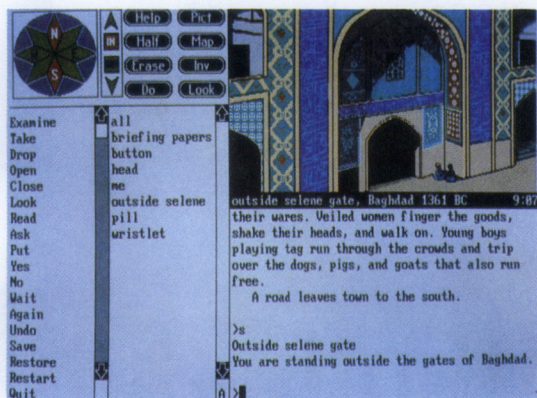 N
S
IN
Help Pict
Half Map
Erase Inv
Do Look
Examine
Take
Drop
Open
Close
Look
Read
Ask
Put
Yes
No
Wait
Again
Undo
Save
Restore
Restart
Quit
all
briefing papers
button
head
me
outside selene
pill
wristlet
A
outside selene gate, Baghdad 1361 BC 9:07
their wares. Veiled women finger the goods,
shake their heads, and walk on. Young boys
playing tag run through the crowds and trip
over the dogs, pigs, and goats that also run
free.
A road leaves town to the south.
>s
Outside selene gate
You are standing outside the gates of Baghdad.
>